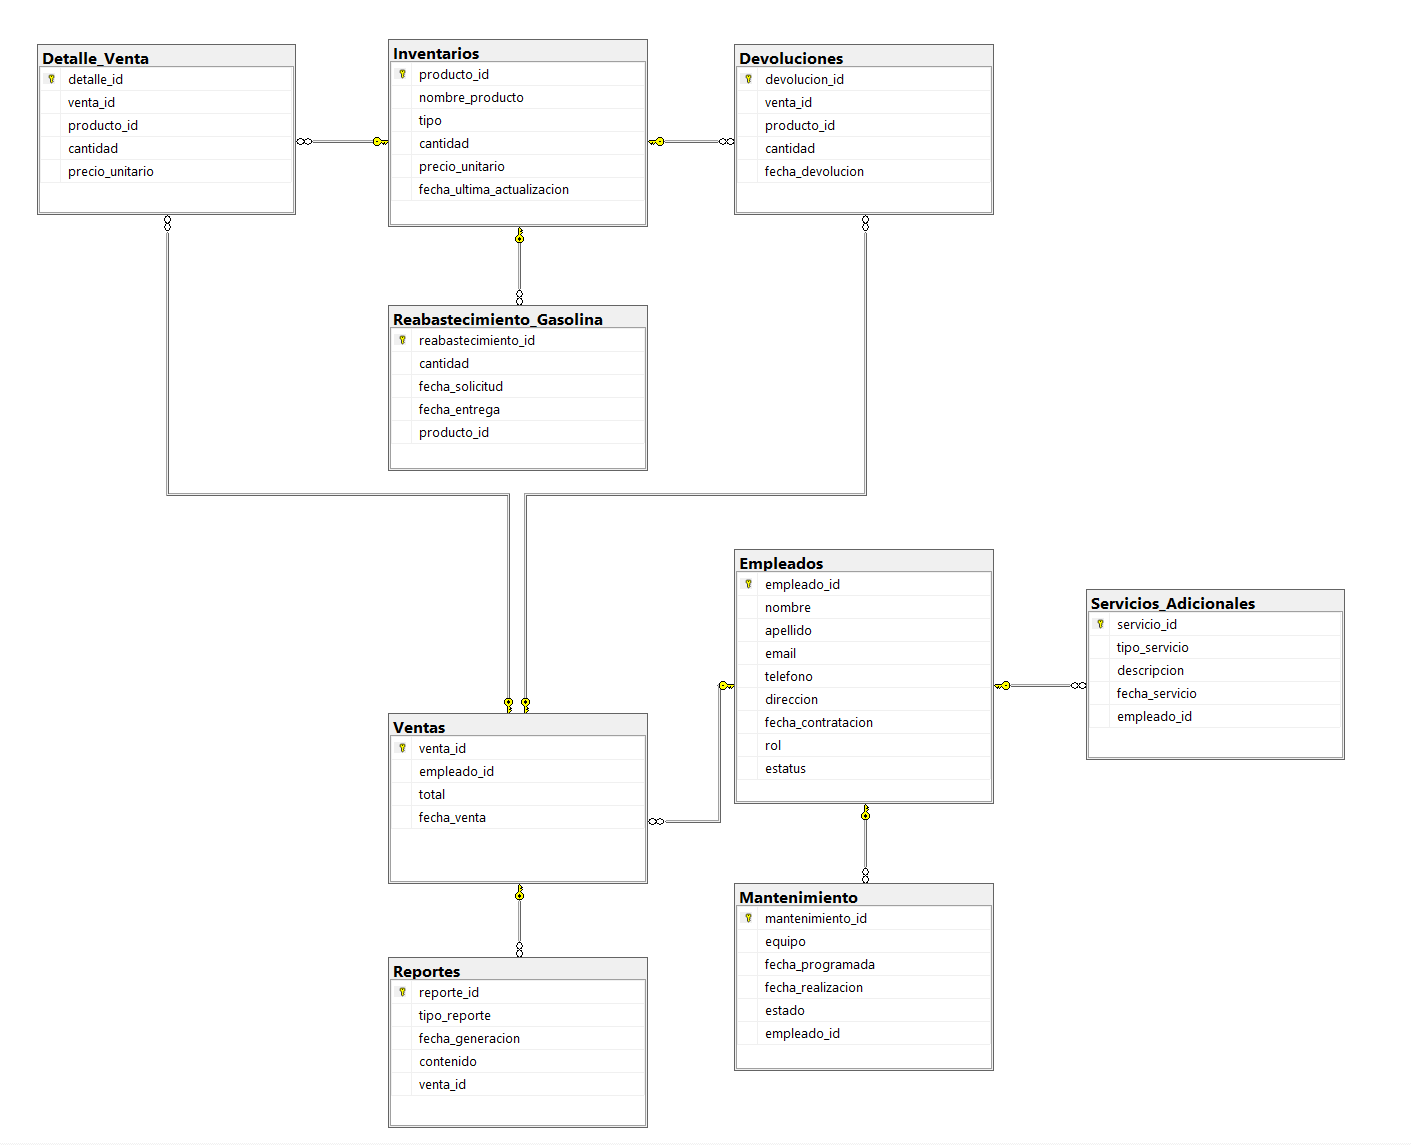 Detalle_Venta
detalle_id
venta_id
producto_id
cantidad
precio_unitario
Inventarios
producto_id
nombre_producto
tipo
cantidad
precio_unitario
fecha_ultima_actualizacion
Devoluciones
devolucion_id
venta_id
producto_id
cantidad
fecha_devolucion
Reabastecimiento_Gasolina
reabastecimiento_id
cantidad
fecha_solicitud
fecha_entrega
producto_id
Empleados
empleado_id
nombre
apellido
email
telefono
direccion
fecha_contratacion
rol
estatus
Servicios_Adicionales
servicio_id
tipo_servicio
descripcion
fecha_servicio
empleado_id
Ventas
venta_id
empleado_id
total
fecha_venta
Mantenimiento
mantenimiento_id
equipo
fecha_programada
fecha_realizacion
estado
empleado_id
Reportes
reporte_id
tipo_reporte
fecha_generacion
contenido
venta_id